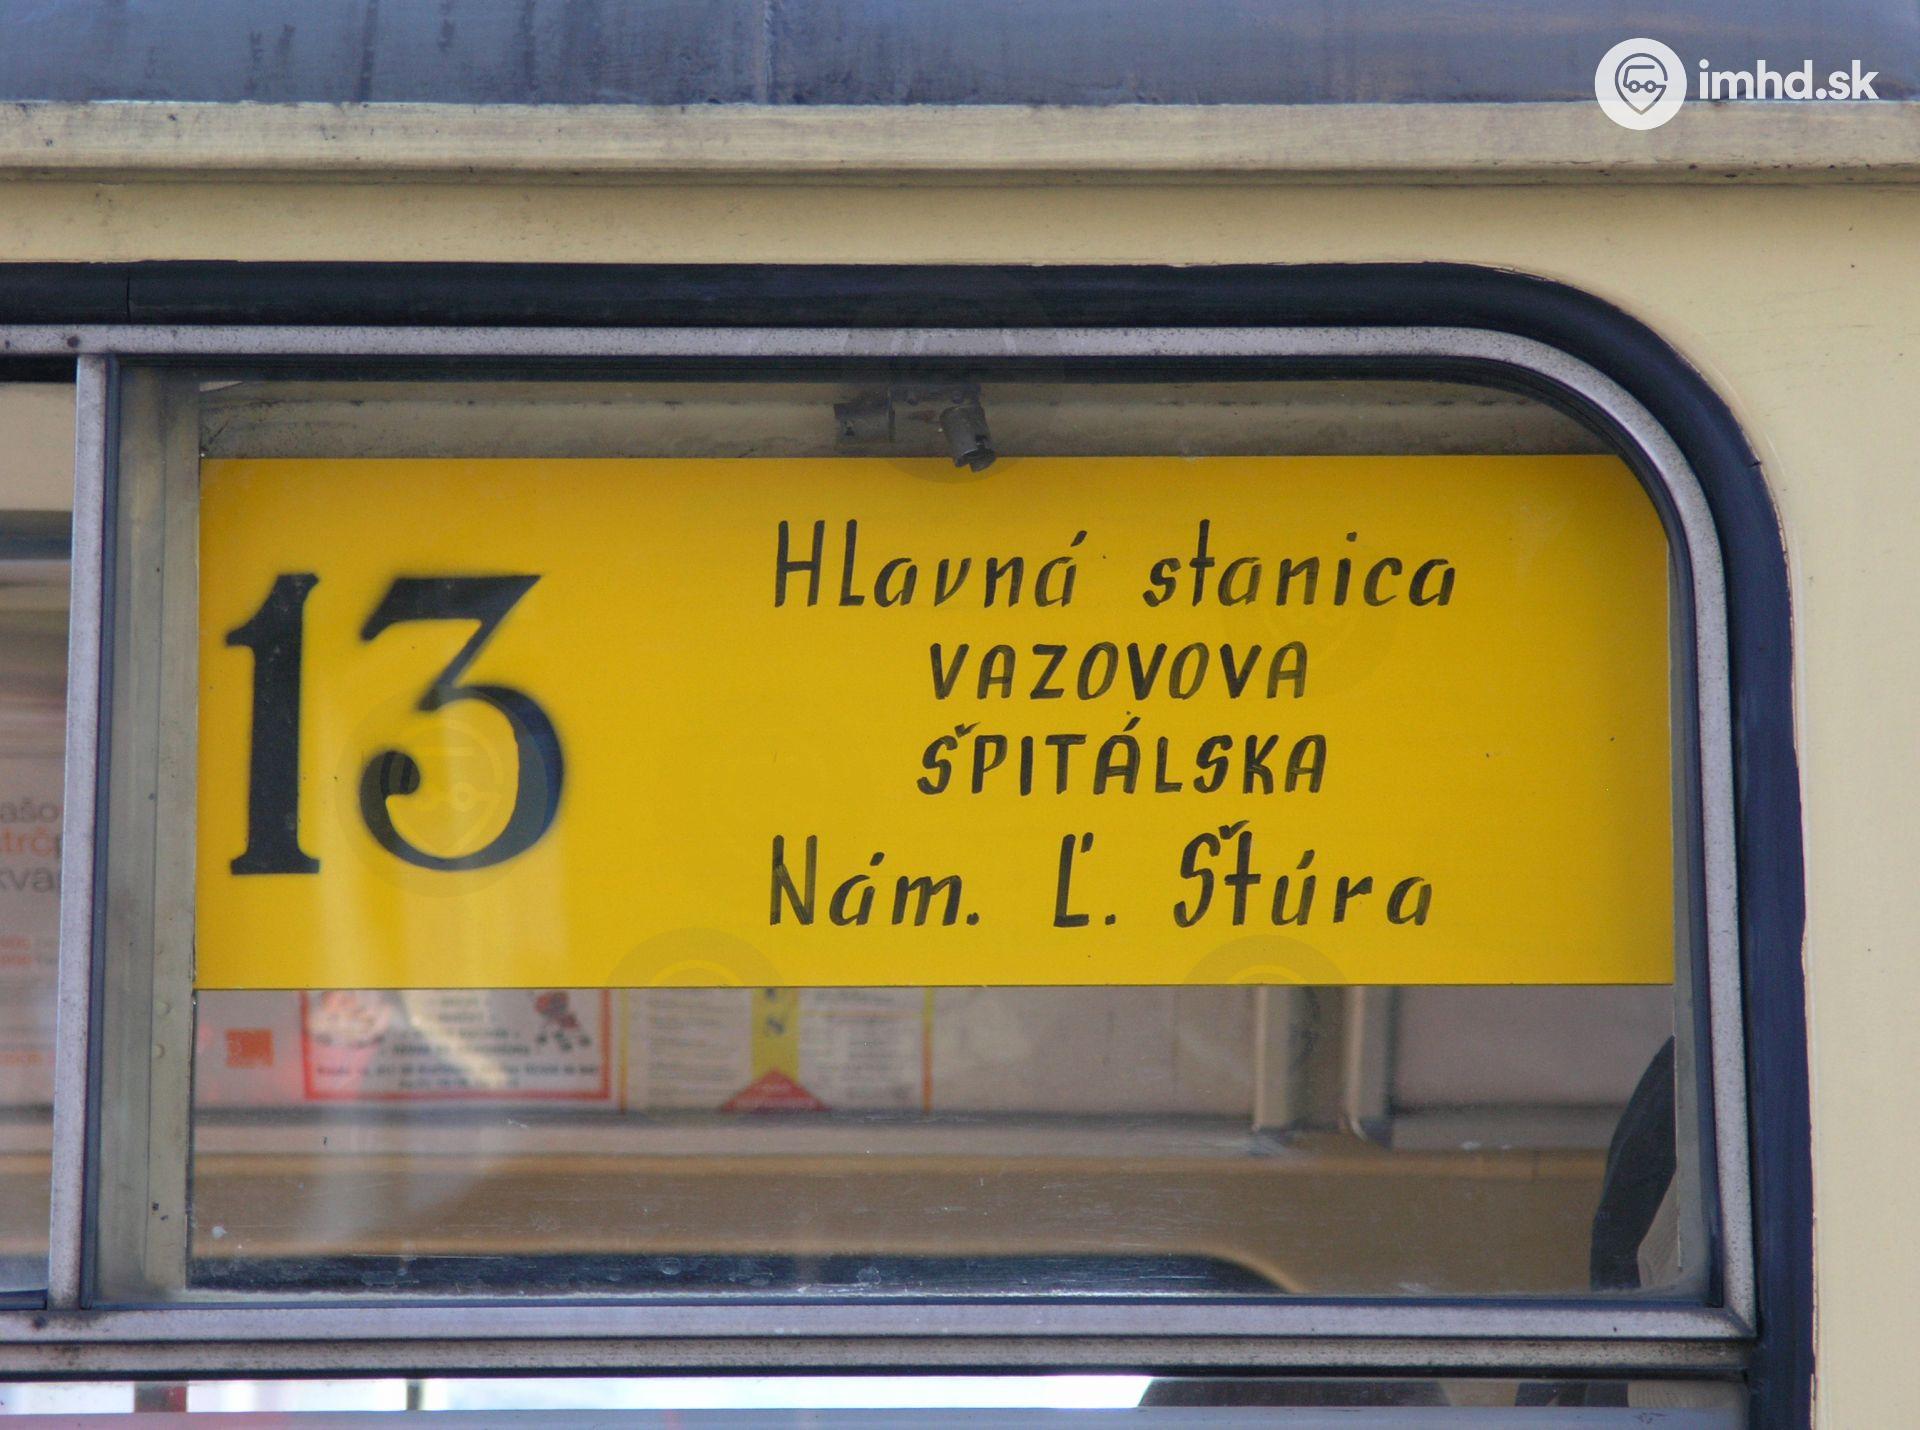 imhd.sk
13
Hlavná stanica
VAZOVOVA
ŠPITÁLSKA
Nám. Ľ. Štúra